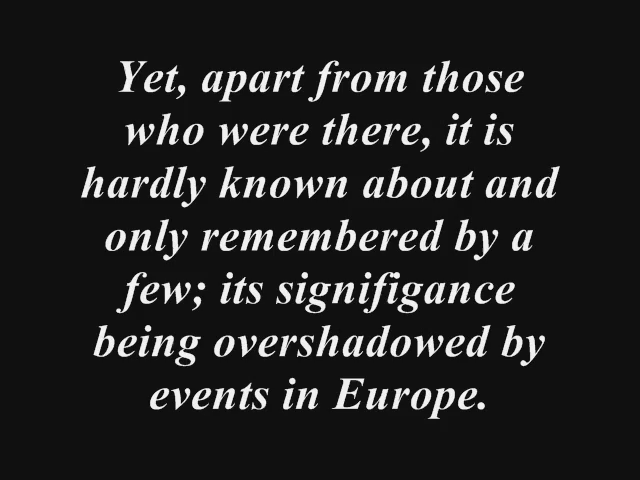 Yet, apart from those
who were there, it is
hardly known about and
only remembered by a
few; its signifigance
being overshadowed by
events in Europe.